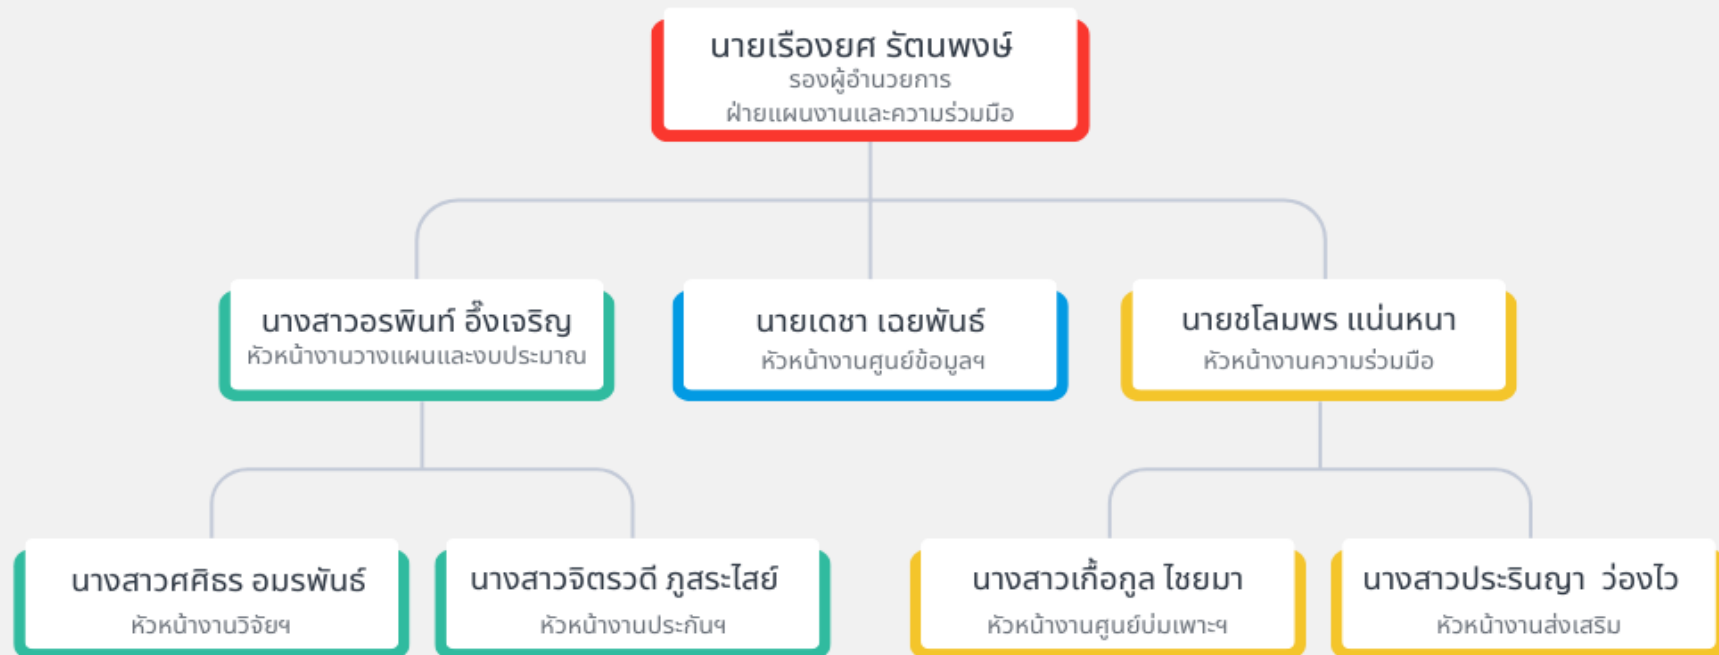 นายเรืองยศ รัตนพงษ์
รองผู้อำนวยการ
ฝ่ายแผนงานและความร่วมมือ
นางสาวอรพินท์ อึ๊งเจริญ
หัวหน้างานวางแผนและงบประมาณ
นายเดชา เฉยพันธ์
หัวหน้างานศูนย์ข้อมูลฯ
นายชโลมพร แน่นหนา
หัวหน้างานความร่วมมือ
นางสาวศศิธร อมรพันธ์
หัวหน้างานวิจัยฯ
นางสาวจิตรวดี ภูสระไสย์
หัวหน้างานประกันฯ
นางสาวเกื้อกูล ไชยมา
หัวหน้างานศูนย์บ่มเพาะฯ
นางสาวประรินญา ว่องไว
หัวหน้างานส่งเสริม